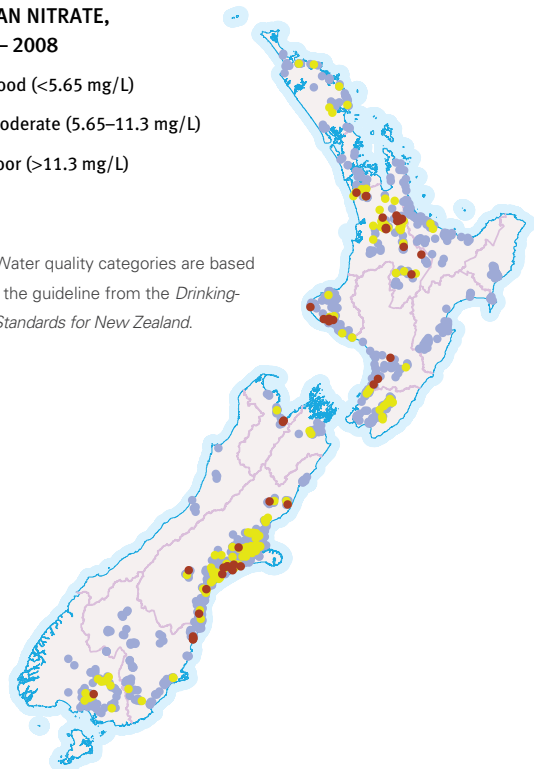 AN NITRATE,
– 2008
ood (<5.65 mg/L)
oderate (5.65–11.3 mg/L)
oor (>11.3 mg/L)
Water quality categories are based
the guideline from the Drinking-
Standards for New Zealand.